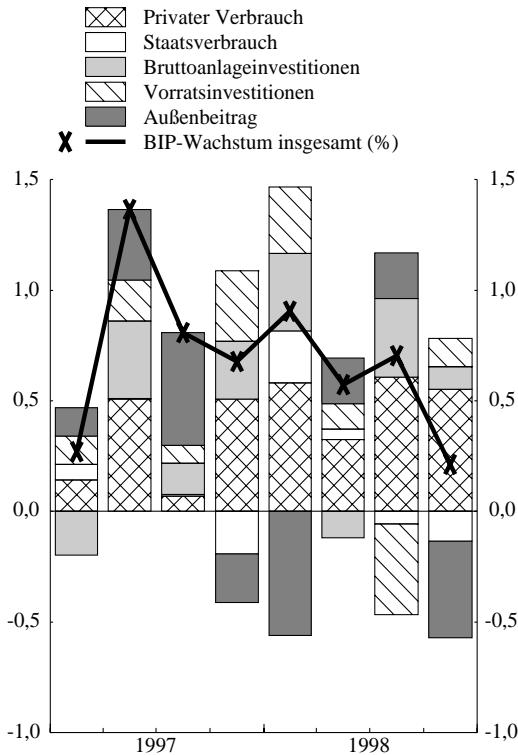 Privater Verbrauch
Staatsverbrauch
Bruttoanlageinvestitionen
Vorratsinvestitionen
Außenbeitrag
BIP-Wachstum insgesamt (%)
1,5 1,5
1,0 1,0
0,5 0,5
0,0 0,0
-0,5 -0,5
-1,0 -1,0
1997 1998